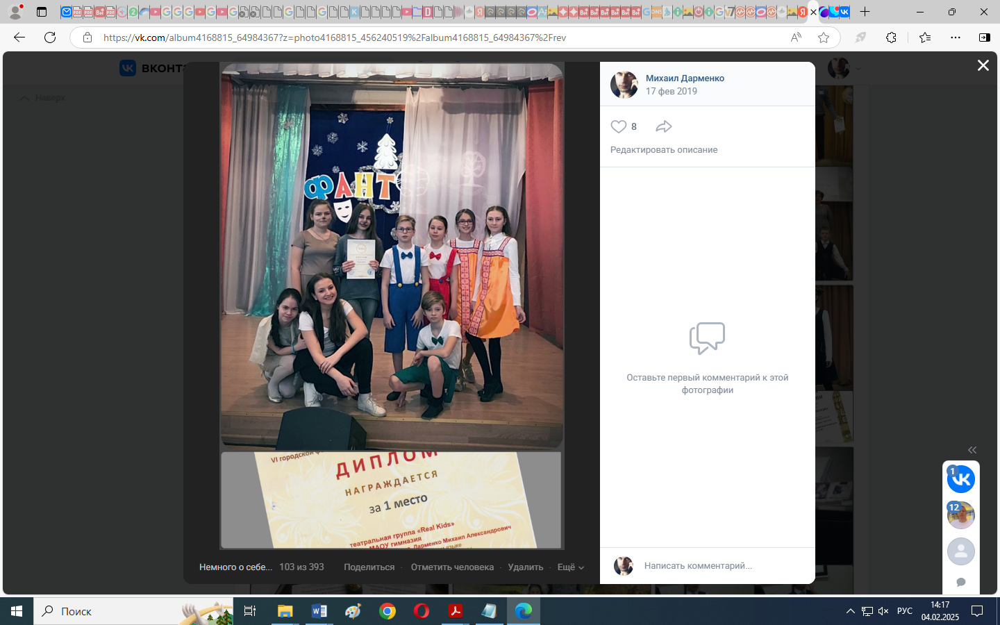 https://vk.com/album4168815_64984367?z=photo4168815_456240519%2Falbum4168815_64984367%2Frev
ВКОНТ
Наверх
ФАНТ
VI городской ф
ДИПЛОМ
НАГРАЖДАЕТСЯ
за 1 место
театральная группа «Real Kids»
МАОУ гимназия
Дарменко Михаил Александрович
языке
Немного о себе... 103 из 393 Поделиться Отметить человека Удалить Ещё
Михаил Дарменко
17 фев 2019
8
Редактировать описание
Оставьте первый комментарий к этой
фотографии
Написать комментарий...
1
12
Поиск
РУС
14:17
04.02.2025